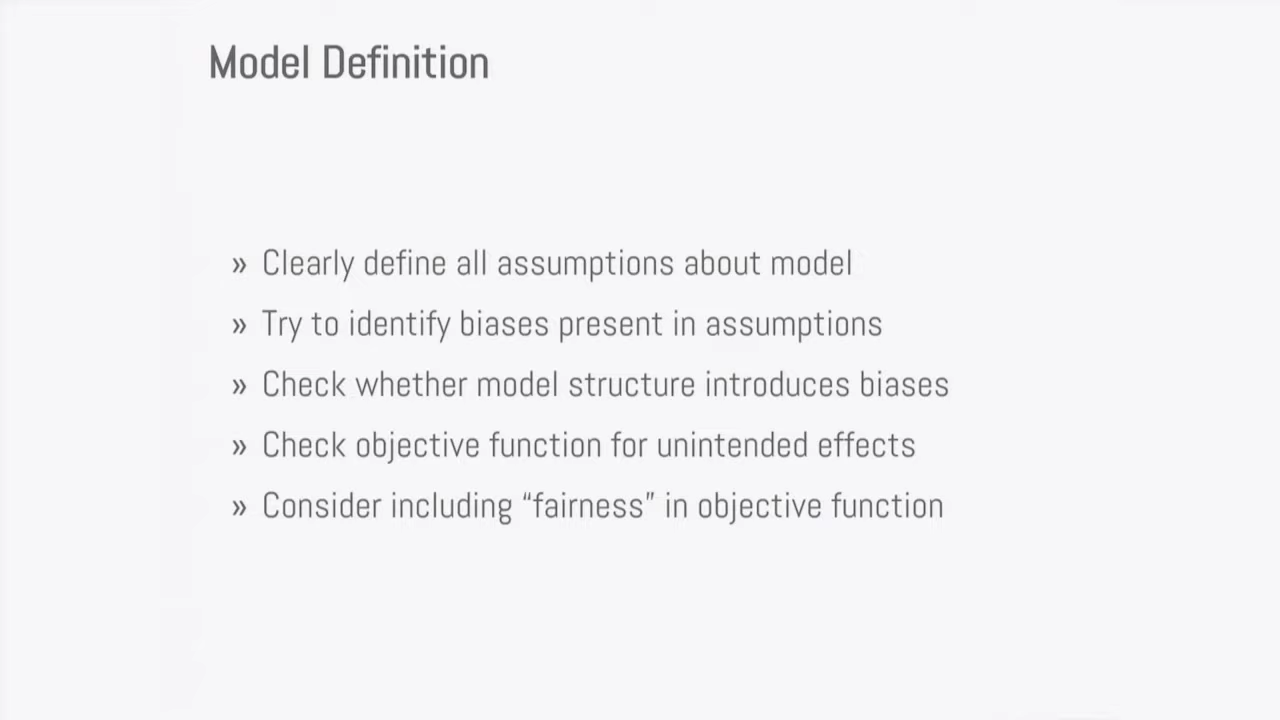 Model Definition
» Clearly define all assumptions about model
» Try to identify biases present in assumptions
» Check whether model structure introduces biases
» Check objective function for unintended effects
» Consider including “fairness” in objective function